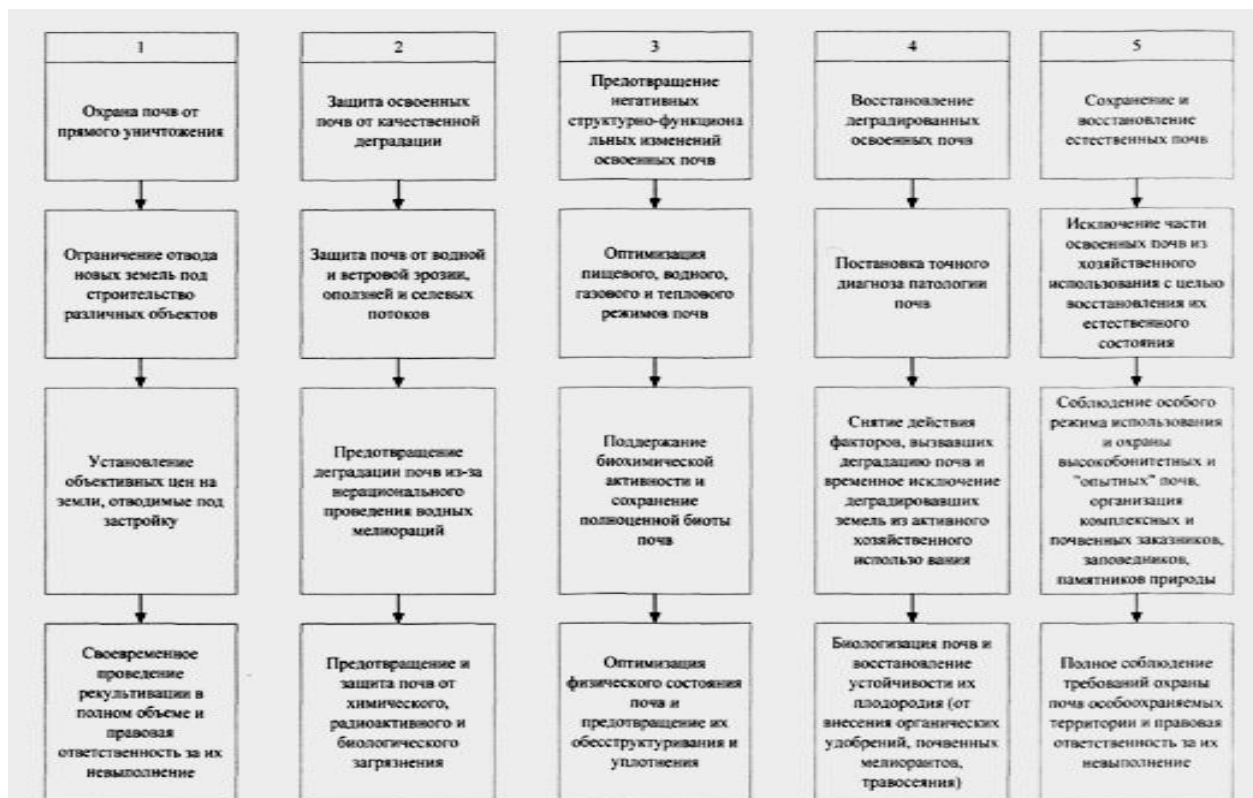 1
Охрана почв от
прямого уничтожения
Ограничение отвода
новых земель под
строительство
различных объектов
Установление
объективных цен на
земли, отводимые под
застройку
Своевременное
проведение
рекультивации в
полном объеме и
правовая
ответственность за их
невыполнение
2
Защита освоенных
почв от качественной
деградации
Защита почв от водной
и ветровой эрозии,
оползней и селевых
потоков
Предотвращение
деградации почв из-за
нерационального
проведения водных
мелиораций
Предотвращение и
защита почв от
химического,
радиоактивного и
биологического
загрязнения
3
Предотвращение
негативных
структурно-функциона
льных изменений
освоенных почв
Оптимизация
пищевого, водного,
газового и теплового
режимов почв
Поддержание
биохимической
активности и
сохранение
полноценной биоты
почв
Оптимизация
физического состояния
почв и
предотвращение их
обесструктуривания и
уплотнения
4
Восстановление
деградированных
освоенных почв
Постановка точного
диагноза патологии
почв
Снятие действия
факторов, вызвавших
деградацию почв и
временное исключение
деградировавших
земель из активного
хозяйственного
использо вания
Биологизация почв и
восстановление
устойчивости их
плодородия (от
внесения органических
удобрений, почвенных
мелиорантов,
травосеяния)
5
Сохранение и
восстановление
естественных почв
Исключение части
освоенных почв из
хозяйственного
использования с целью
восстановления их
естественного
состояния
Соблюдение особого
режима использования
и охраны
высокобонитетных и
"опытных" почв,
организация
комплексных и
почвенных заказников,
заповедников,
памятников природы
Полное соблюдение
требований охраны
почв особоохраняемых
территории и правовая
ответственность за их
невыполнение